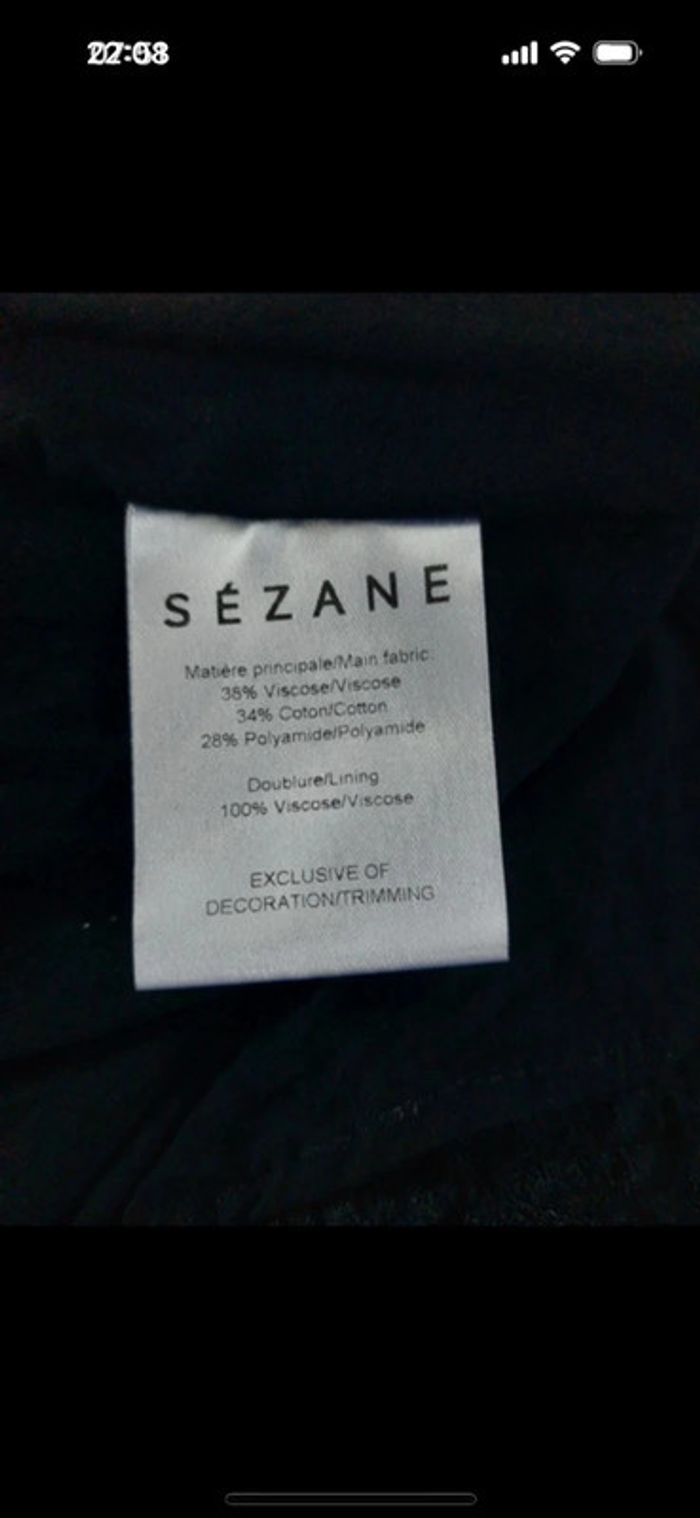 SÉZANE
Matière principale/Main fabric:
38% Viscose/Viscose
34% Coton/Cotton
28% Polyamide/Polyamide
Doublure/Lining
100% Viscose/Viscose
EXCLUSIVE OF
DECORATION/TRIMMING